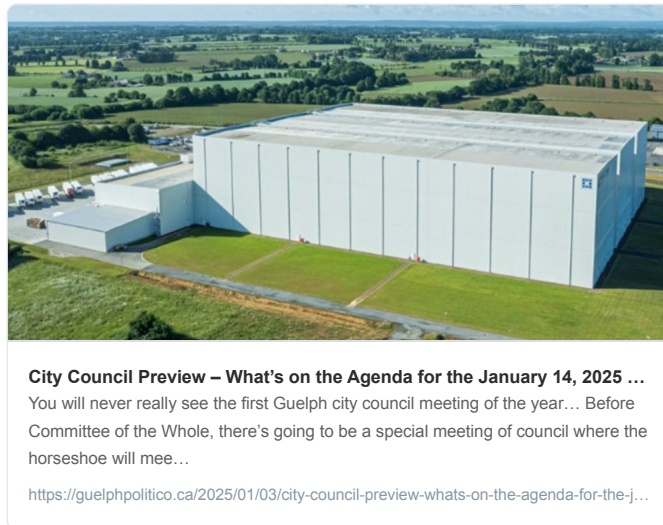 City Council Preview – What’s on the Agenda for the January 14, 2025 ...
You will never really see the first Guelph city council meeting of the year… Before
Committee of the Whole, there’s going to be a special meeting of council where the
horseshoe will mee…
https://guelphpolitico.ca/2025/01/03/city-council-preview-whats-on-the-agenda-for-the-j…